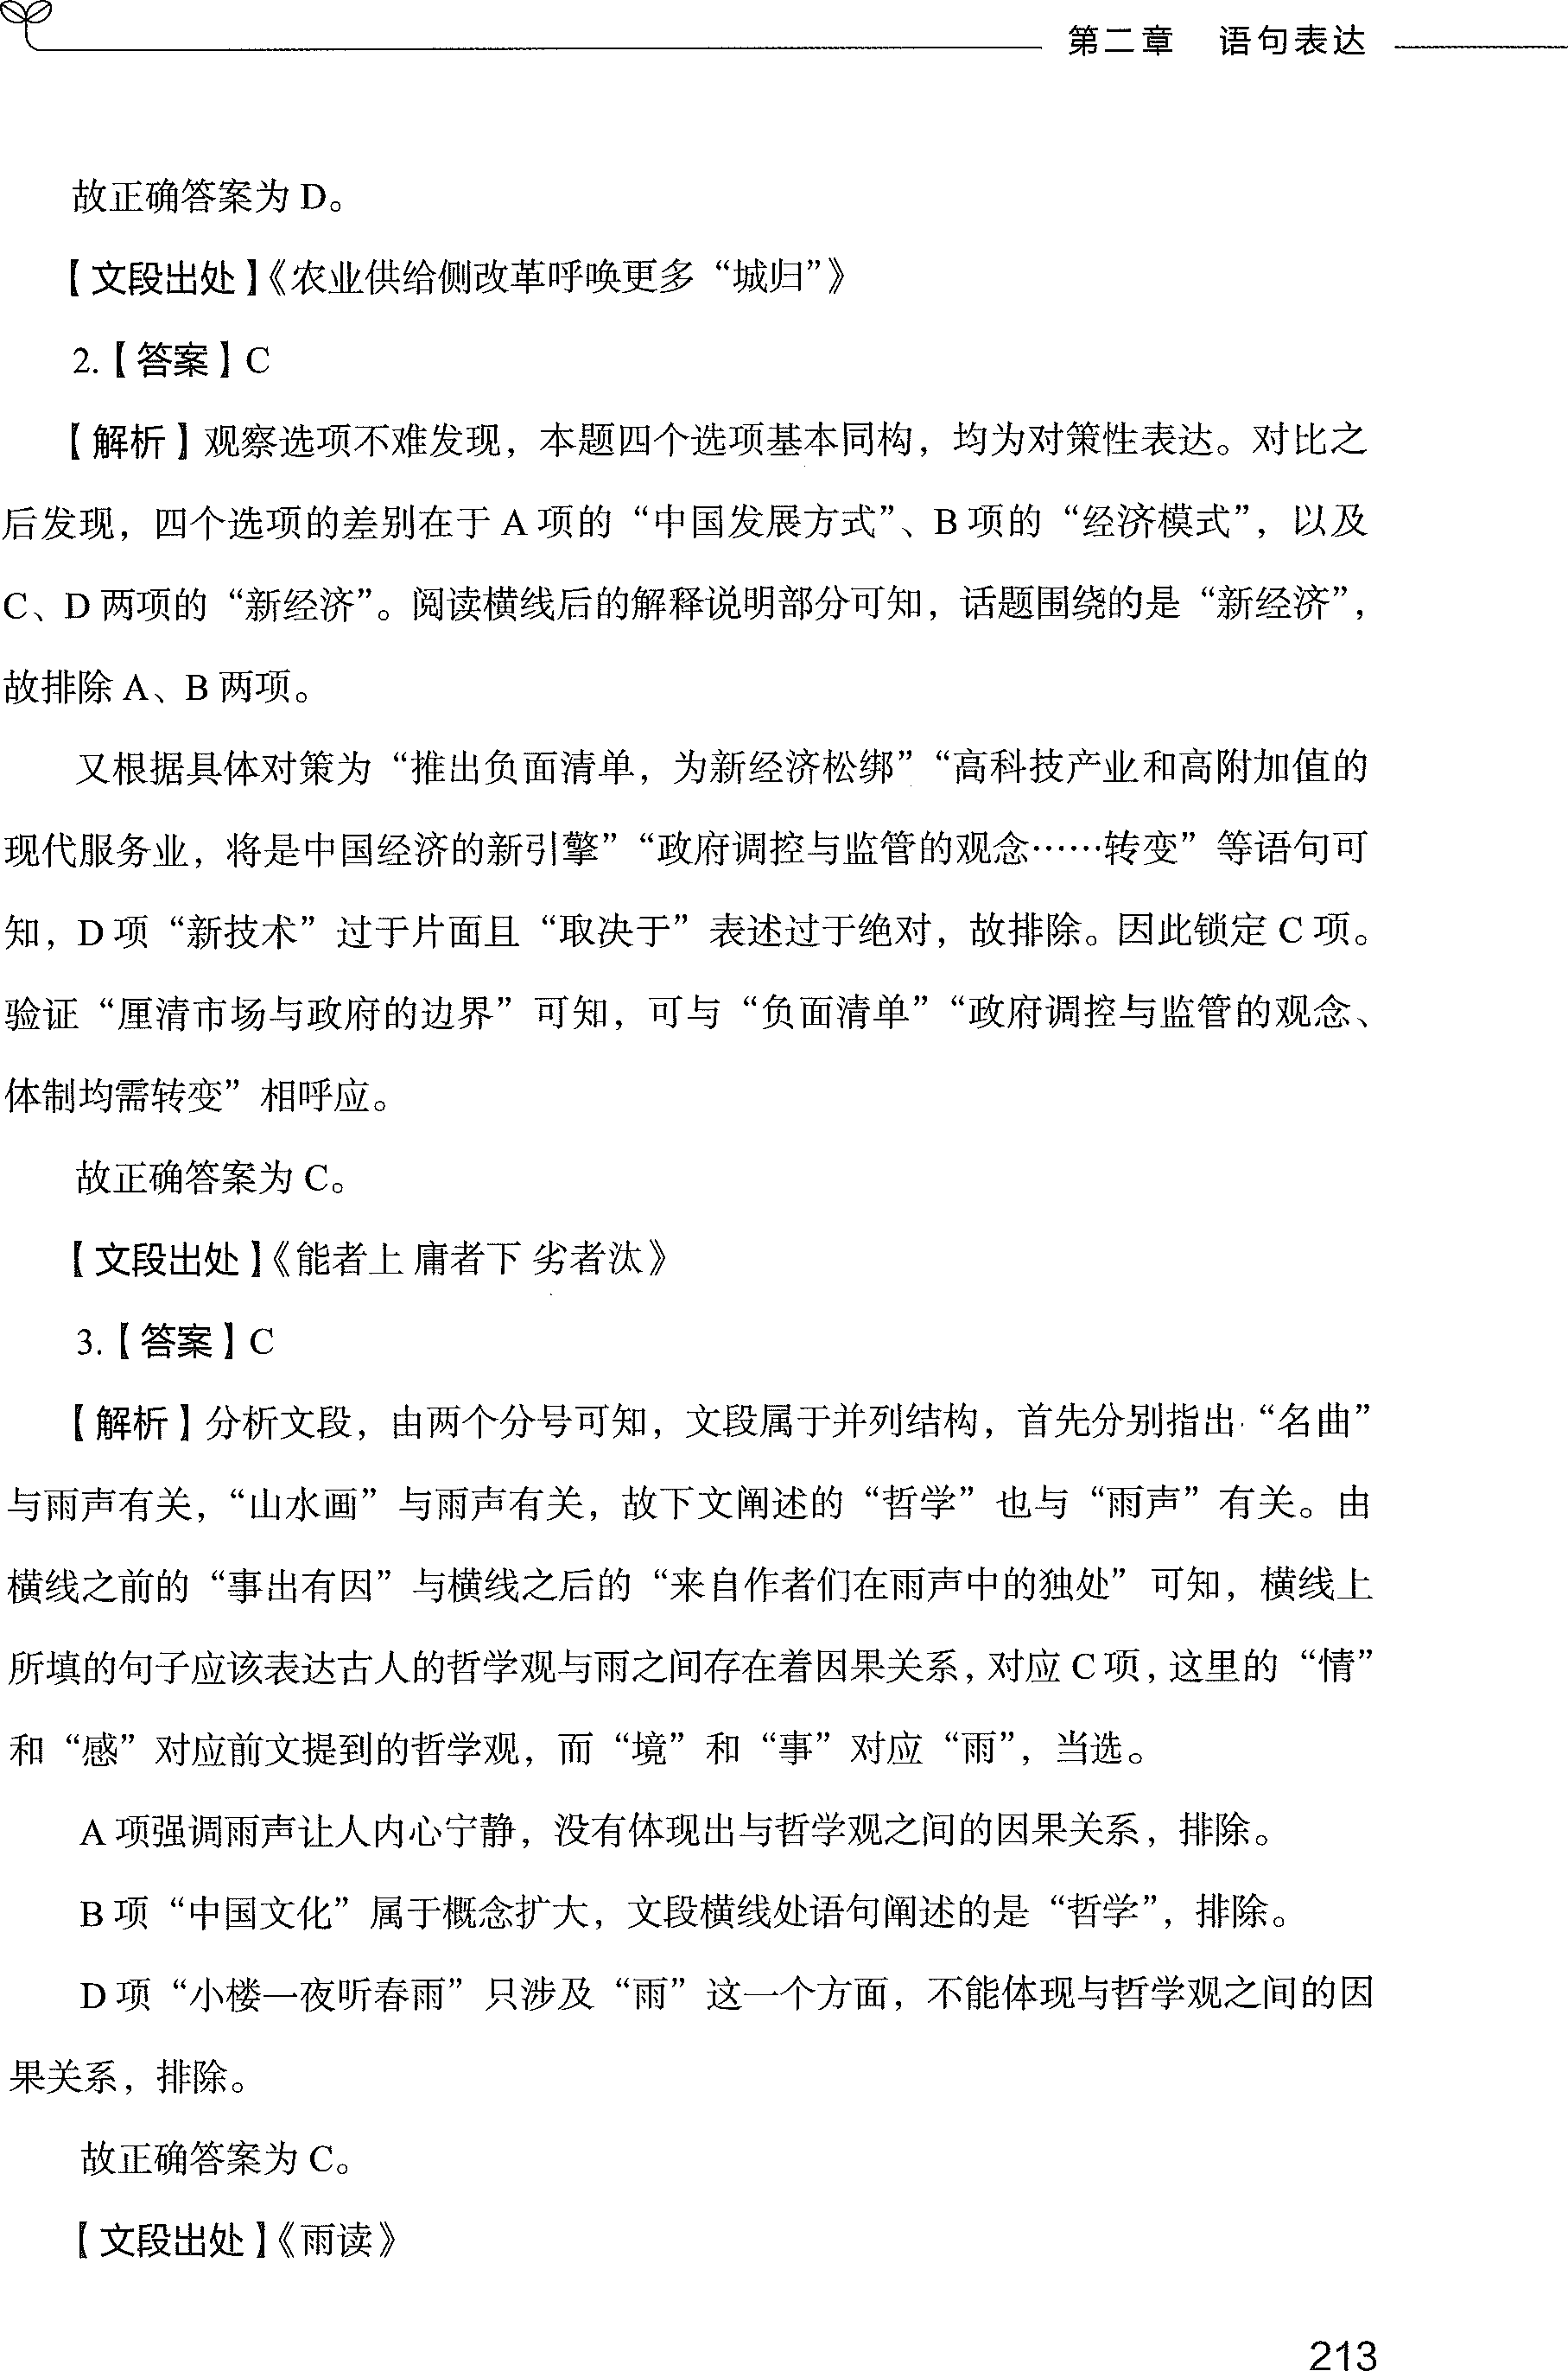 第二章 语句表达
故正确答案为 D。
【文段出处】《农业供给侧改革呼唤更多“城归”》
2.【答案】C
【解析】观察选项不难发现，本题四个选项基本同构，均为对策性表达。对比之
后发现，四个选项的差别在于 A 项的“中国发展方式”、B 项的“经济模式”，以及
C、D 两项的“新经济”。阅读横线后的解释说明部分可知，话题围绕的是“新经济”，
故排除 A、B 两项。
又根据具体对策为“推出负面清单，为新经济松绑”“高科技产业和高附加值的
现代服务业，将是中国经济的新引擎”“政府调控与监管的观念……转变”等语句可
知，D 项“新技术”过于片面且“取决于”表述过于绝对，故排除。因此锁定 C 项。
验证“厘清市场与政府的边界”可知，可与“负面清单”“政府调控与监管的观念、
体制均需转变”相呼应。
故正确答案为 C。
【文段出处】《能者上 庸者下 劣者汰》
3.【答案】C
【解析】分析文段，由两个分号可知，文段属于并列结构，首先分别指出“名曲”
与雨声有关，“山水画”与雨声有关，故下文阐述的“哲学”也与“雨声”有关。由
横线之前的“事出有因”与横线之后的“来自作者们在雨声中的独处”可知，横线上
所填的句子应该表达古人的哲学观与雨之间存在着因果关系，对应 C 项，这里的“情”
和“感”对应前文提到的哲学观，而“境”和“事”对应“雨”，当选。
A 项强调雨声让人内心宁静，没有体现出与哲学观之间的因果关系，排除。
B 项“中国文化”属于概念扩大，文段横线处语句阐述的是“哲学”，排除。
D 项“小楼一夜听春雨”只涉及“雨”这一个方面，不能体现与哲学观之间的因
果关系，排除。
故正确答案为 C。
【文段出处】《雨读》
213